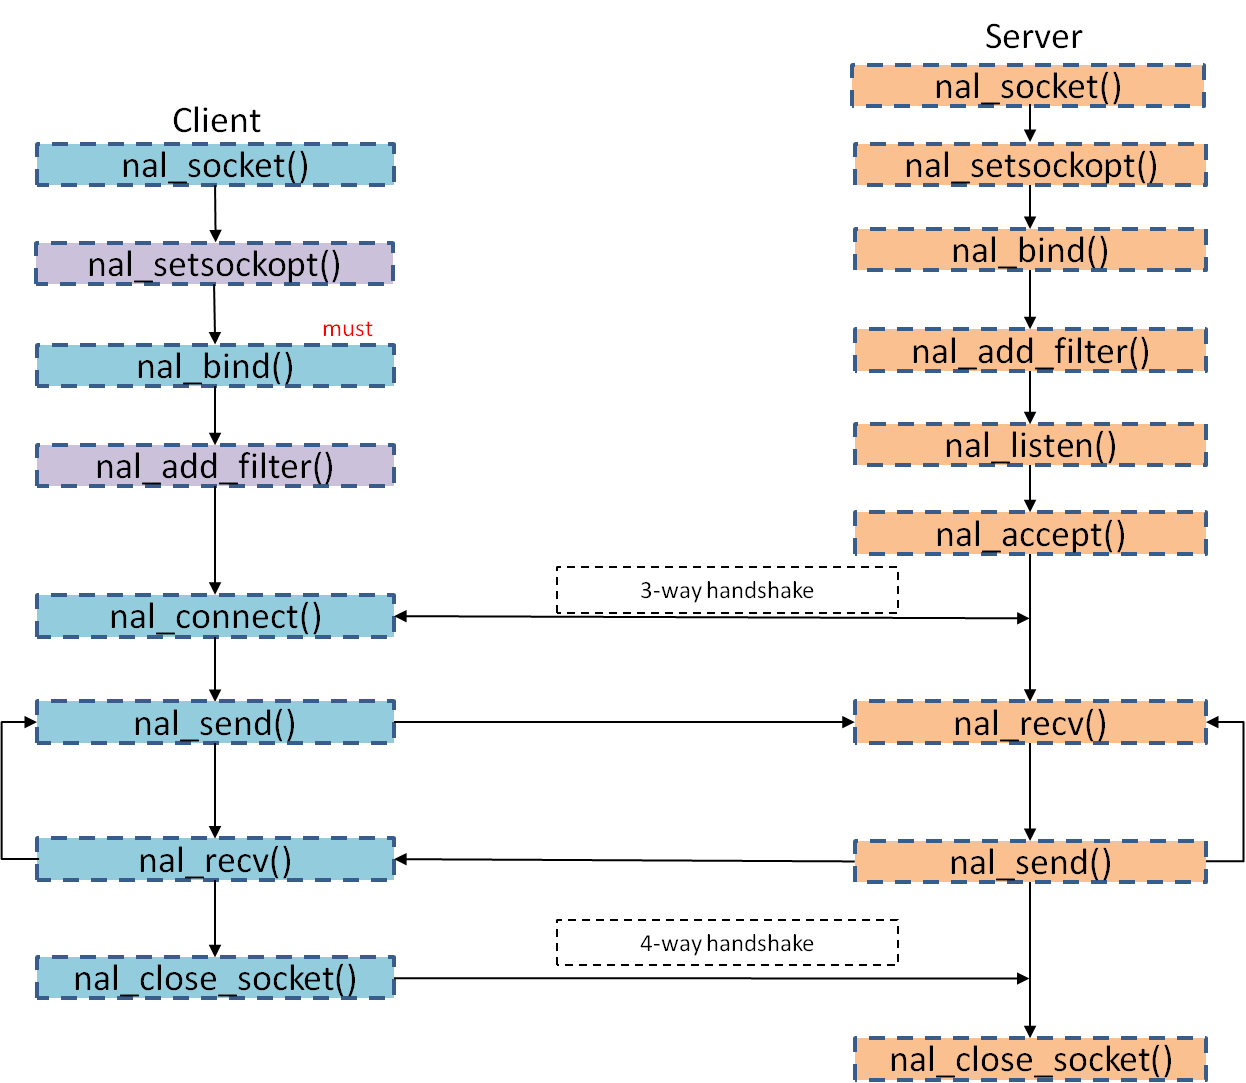 Server
nal_socket()
Client
nal_socket()
nal_setsockopt()
nal_setsockopt()
nal_bind()
must
nal_bind()
nal_add_filter()
nal_add_filter()
nal_listen()
nal_accept()
3-way handshake
nal_connect()
nal_send()
nal_recv()
nal_recv()
nal_send()
4-way handshake
nal_close_socket()
nal_close_socket()